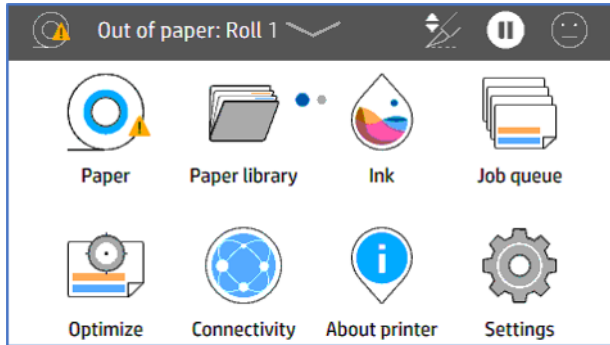 Out of paper: Roll 1
Paper Paper library Ink Job queue
Optimize Connectivity About printer Settings